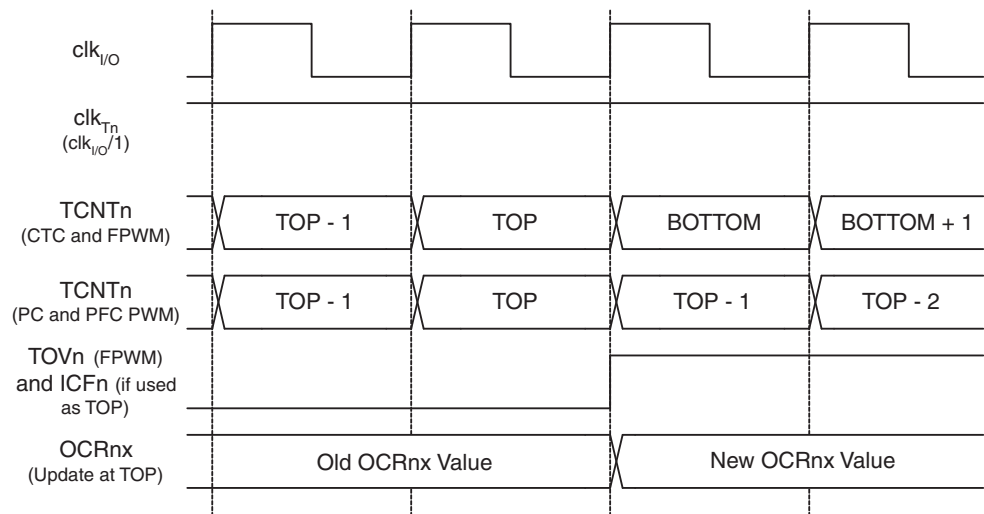 clkI/O
clkTn
(clkI/O/1)
TCNTn
(CTC and FPWM)
TOP - 1
TOP
BOTTOM
BOTTOM + 1
TCNTn
(PC and PFC PWM)
TOP - 1
TOP
TOP - 1
TOP - 2
TOVn (FPWM)
and ICFn (if used
as TOP)
OCRnx
(Update at TOP)
Old OCRnx Value
New OCRnx Value